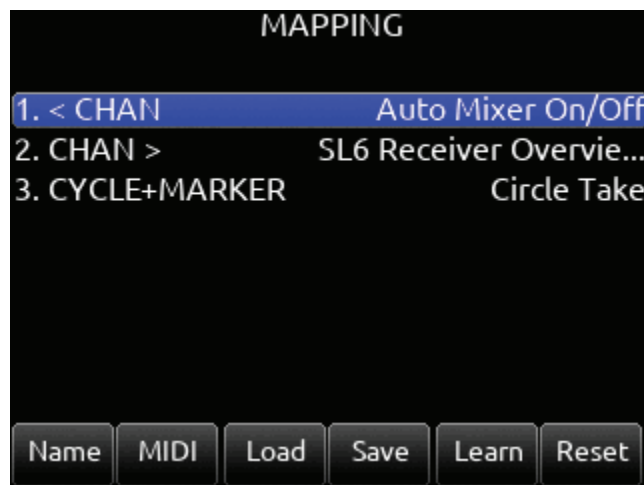 MAPPING
1. < CHAN Auto Mixer On/Off
2. CHAN > SL6 Receiver Overvie...
3. CYCLE+MARKER Circle Take
Name MIDI Load Save Learn Reset